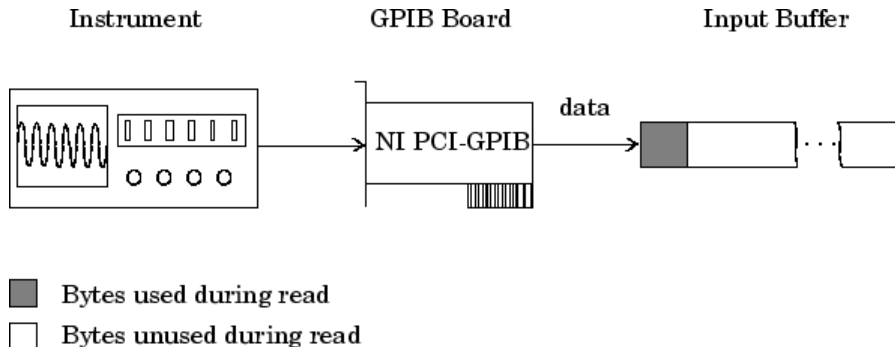 Instrument
GPIB Board
Input Buffer
data
NI PCI-GPIB
Bytes used during read
Bytes unused during read